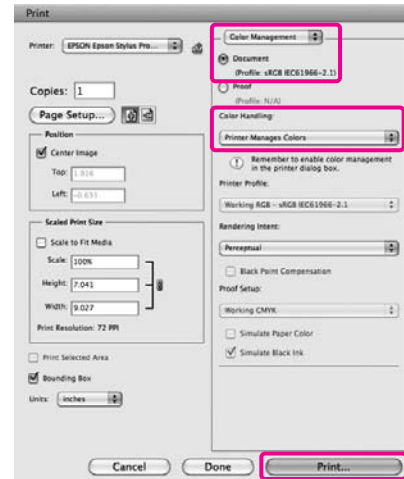 Print
Printer: EPSON Epson Stylus Pro...
Copies: 1
Page Setup...
Position
Center Image
Top: 1.816
Left: -0.633
Scaled Print Size
Scale to Fit Media
Scale: 100%
Height: 7.041
Width: 9.027
Print Resolution: 72 PPI
Print Selected Area
Bounding Box
Units: inches
Color Management
Document
(Profile: sRGB IEC61966-2.1)
Proof
(Profile: N/A)
Color Handling:
Printer Manages Colors
Remember to enable color management
in the printer dialog box.
Printer Profile:
Working RGB - sRGB IEC61966-2.1
Rendering Intent:
Perceptual
Black Point Compensation
Proof Setup:
Working CMYK
Simulate Paper Color
Simulate Black Ink
Cancel
Done
Print...